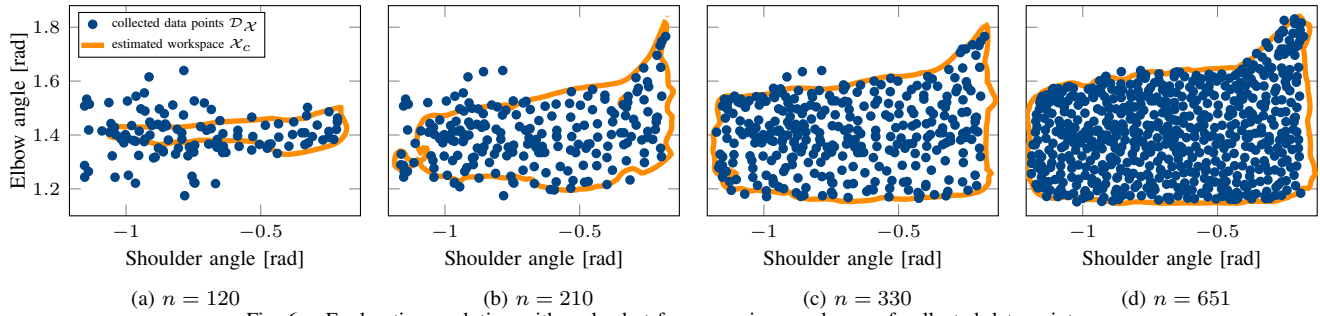 collected data points 𝒟𝒳
estimated workspace 𝒳c
Elbow angle [rad]
1.8
1.6
1.4
1.2
−1 −0.5
−1 −0.5
−1 −0.5
−1 −0.5
Shoulder angle [rad]
Shoulder angle [rad]
Shoulder angle [rad]
Shoulder angle [rad]
(a) n = 120
(b) n = 210
(c) n = 330
(d) n = 651